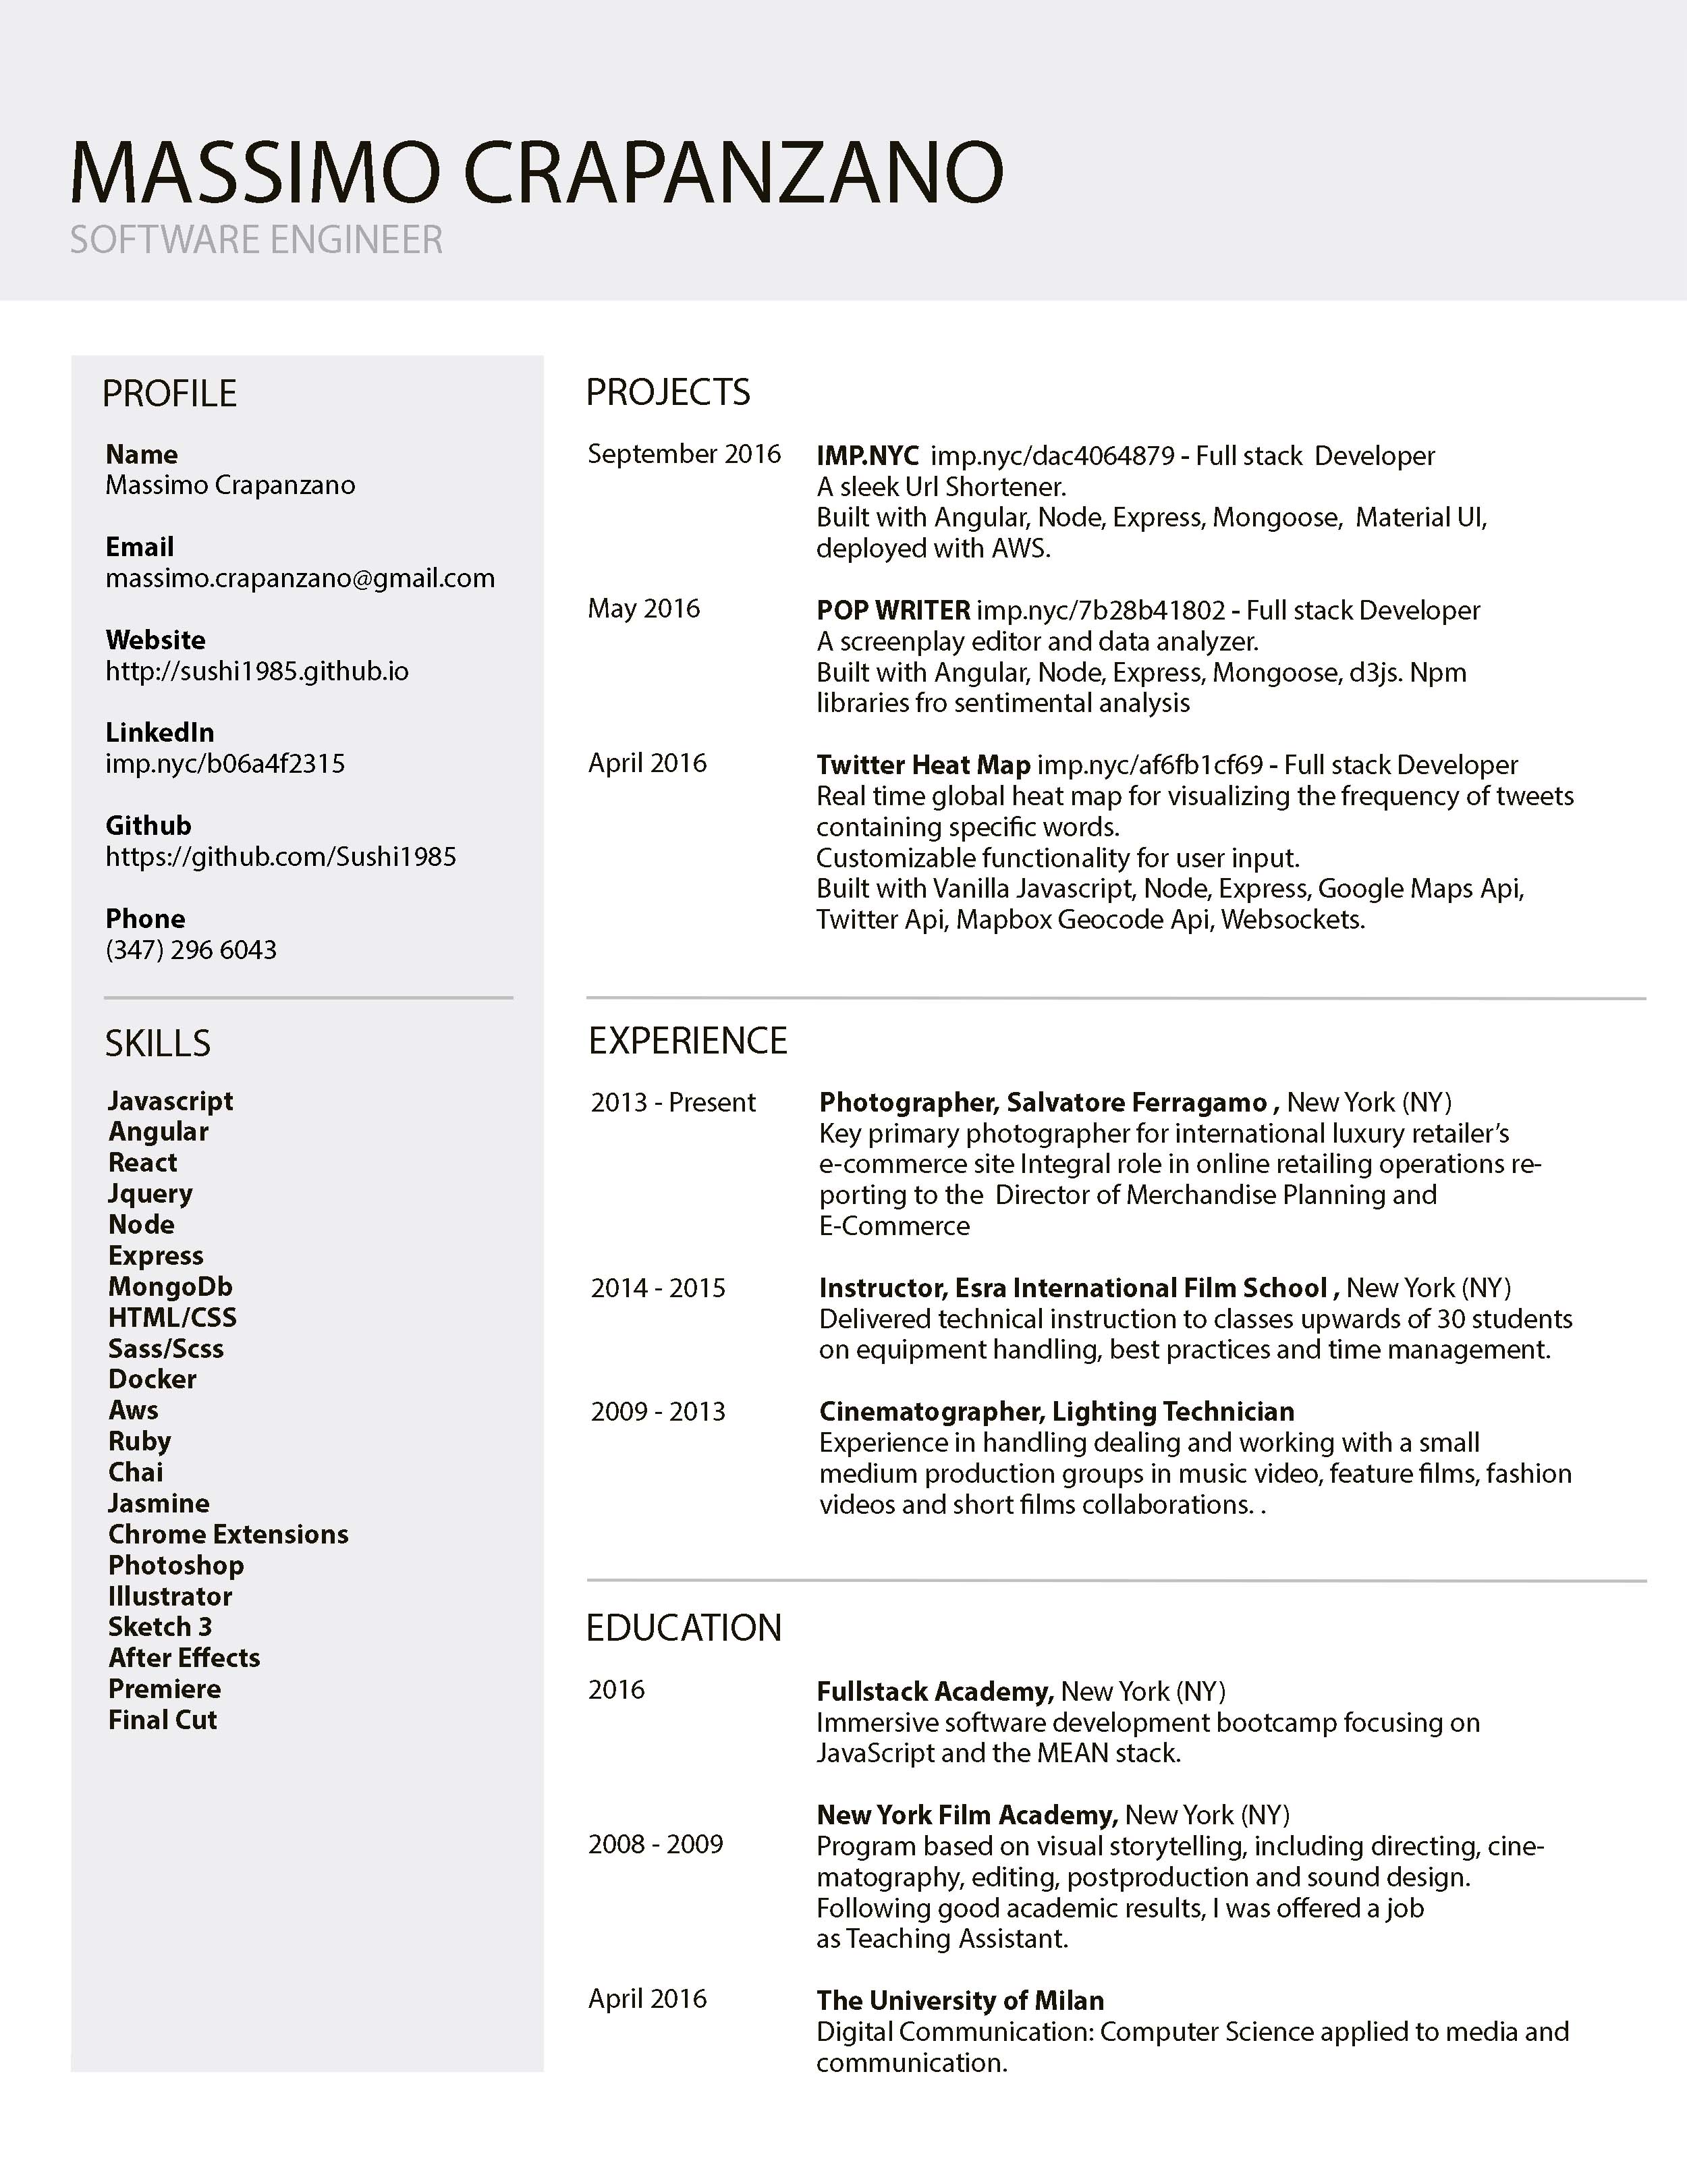 MASSIMO CRAPANZANO
SOFTWARE ENGINEER
PROFILE
Name
Massimo Crapanzano
Email
massimo.crapanzano@gmail.com
Website
http://sushi1985.github.io
LinkedIn
imp.nyc/b06a4f2315
Github
https://github.com/Sushi1985
Phone
(347) 296 6043
SKILLS
Javascript
Angular
React
Jquery
Node
Express
MongoDb
HTML/CSS
Sass/Scss
Docker
Aws
Ruby
Chai
Jasmine
Chrome Extensions
Photoshop
Illustrator
Sketch 3
After Effects
Premiere
Final Cut
PROJECTS
September 2016 IMP.NYC imp.nyc/dac4064879 - Full stack Developer
A sleek Url Shortener.
Built with Angular, Node, Express, Mongoose, Material UI,
deployed with AWS.
May 2016 POP WRITER imp.nyc/7b28b41802 - Full stack Developer
A screenplay editor and data analyzer.
Built with Angular, Node, Express, Mongoose, d3js. Npm
libraries fro sentimental analysis
April 2016 Twitter Heat Map imp.nyc/af6fb1cf69 - Full stack Developer
Real time global heat map for visualizing the frequency of tweets
containing specific words.
Customizable functionality for user input.
Built with Vanilla Javascript, Node, Express, Google Maps Api,
Twitter Api, Mapbox Geocode Api, Websockets.
EXPERIENCE
2013 - Present Photographer, Salvatore Ferragamo , New York (NY)
Key primary photographer for international luxury retailer's
e-commerce site Integral role in online retailing operations re-
porting to the Director of Merchandise Planning and
E-Commerce
2014 - 2015 Instructor, Esra International Film School , New York (NY)
Delivered technical instruction to classes upwards of 30 students
on equipment handling, best practices and time management.
2009 - 2013 Cinematographer, Lighting Technician
Experience in handling dealing and working with a small
medium production groups in music video, feature films, fashion
videos and short films collaborations. .
EDUCATION
2016 Fullstack Academy, New York (NY)
Immersive software development bootcamp focusing on
JavaScript and the MEAN stack.
New York Film Academy, New York (NY)
2008 - 2009 Program based on visual storytelling, including directing, cine-
matography, editing, postproduction and sound design.
Following good academic results, I was offered a job
as Teaching Assistant.
April 2016 The University of Milan
Digital Communication: Computer Science applied to media and
communication.